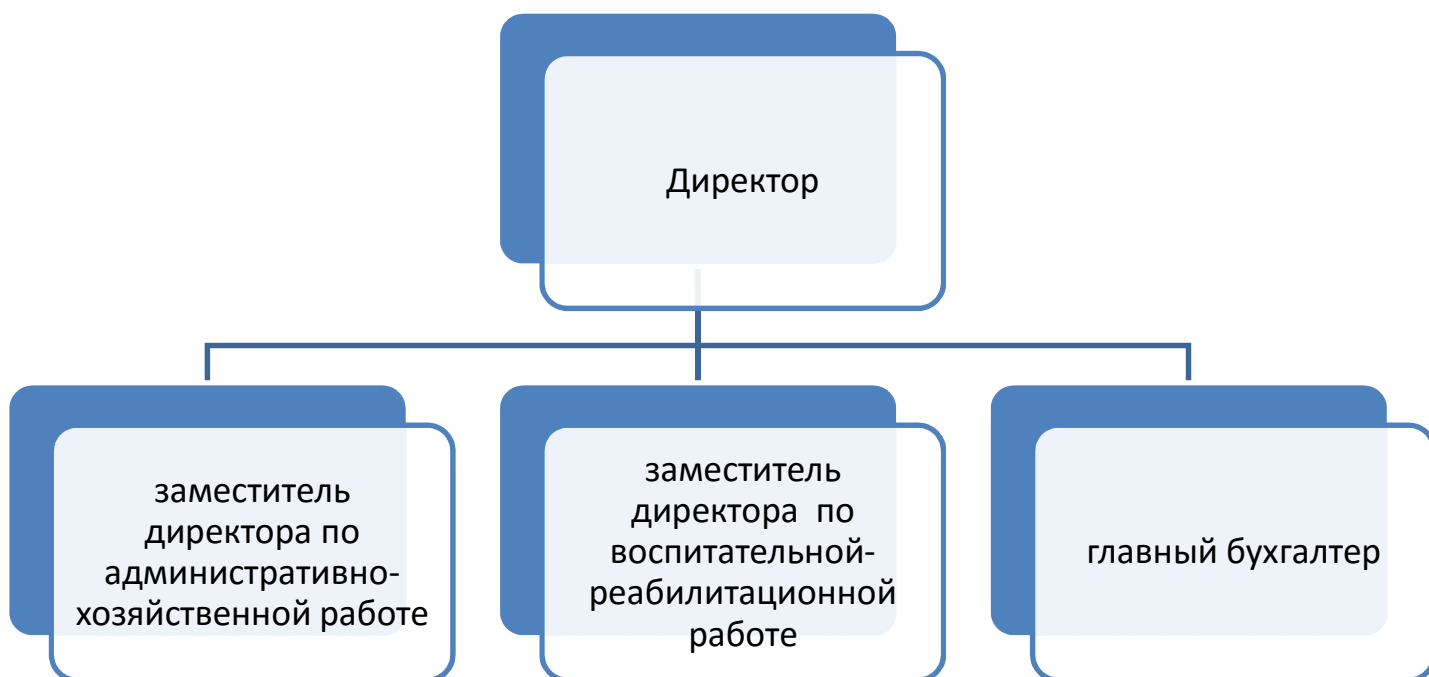 Директор
заместитель
директора по
административно-
хозяйственной работе
заместитель
директора  по
воспитательной-
реабилитационной
работе
главный бухгалтер